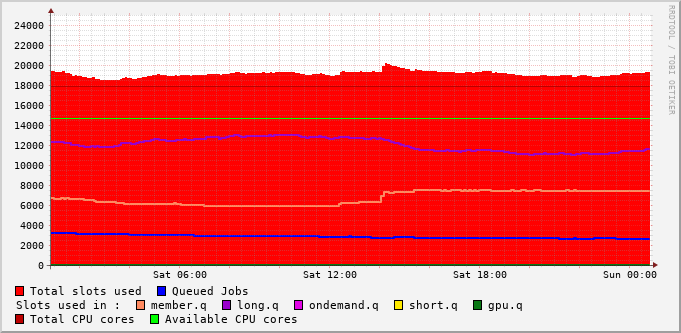 24000
22000
20000
18000
16000
14000
12000
10000
8000
6000
4000
2000
0
Sat 06:00 Sat 12:00 Sat 18:00 Sun 00:00
Total slots used Queued Jobs
Slots used in : member.q long.q ondemand.q short.q gpu.q
Total CPU cores Available CPU cores
RRDTOOL / TOBI OETIKER